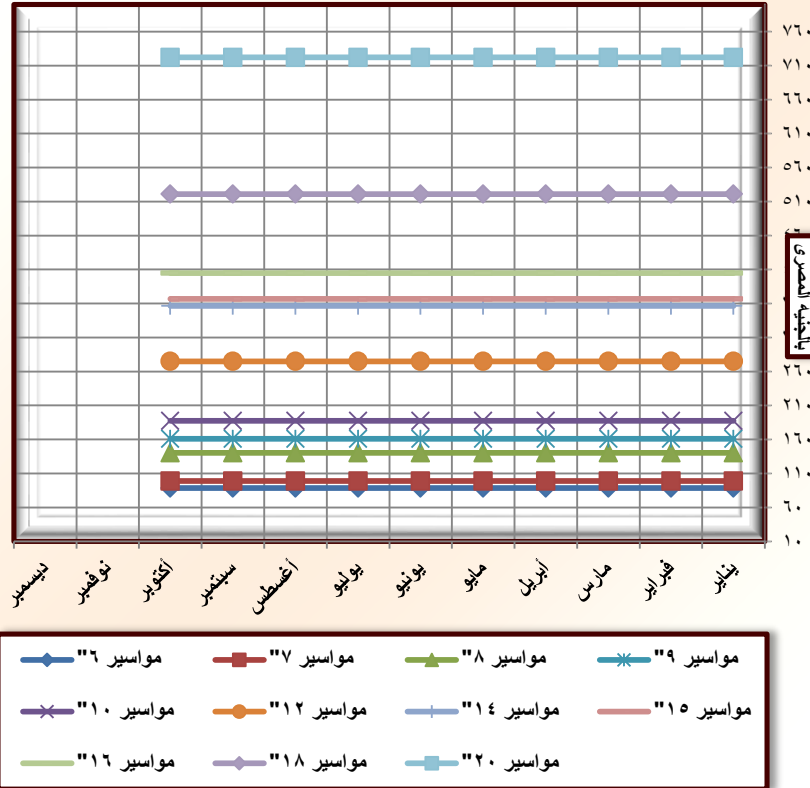 ٧٦٠
٧١٠
٦٦٠
٦١٠
٥٦٠
٥١٠
٢٦٠
٢١٠
١٦٠
١١٠
٦٠
١٠
بالجنيه المصرى
يناير
فبراير
مارس
أبريل
مايو
يونيو
يوليو
أغسطس
سبتمبر
أكتوبر
نوفمبر
ديسمبر
مواسير ٦"
مواسير ٧"
مواسير ٨"
مواسير ٩"
مواسير ١٠"
مواسير ١٢"
مواسير ١٤"
مواسير ١٥"
مواسير ١٦"
مواسير ١٨"
مواسير ٢٠"